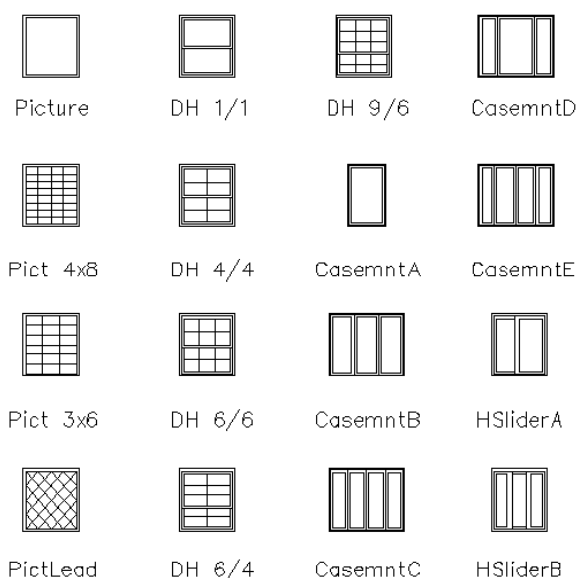 Picture DH 1/1 DH 9/6 CasemntD
Pict 4x8 DH 4/4 CasemntA CasemntE
Pict 3x6 DH 6/6 CasemntB HSliderA
PictLead DH 6/4 CasemntC HSliderB